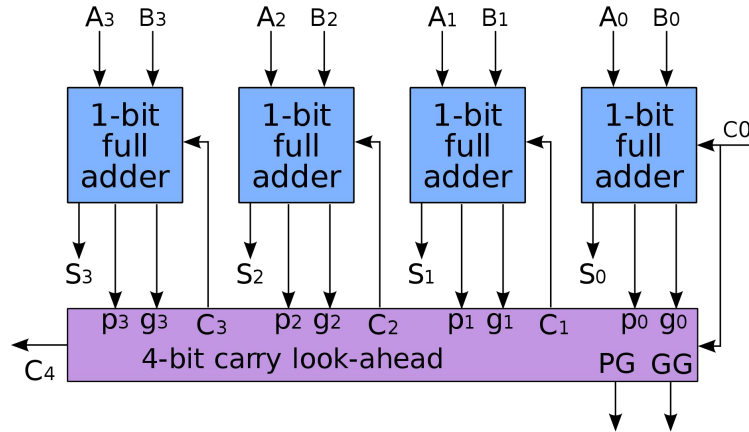 A3 B3 A2 B2 A1 B1 A0 B0
1-bit full adder
1-bit full adder
1-bit full adder
1-bit full adder
C0
S3 S2 S1 S0
p3 g3 C3 p2 g2 C2 p1 g1 C1 p0 g0
4-bit carry look-ahead
PG GG
C4